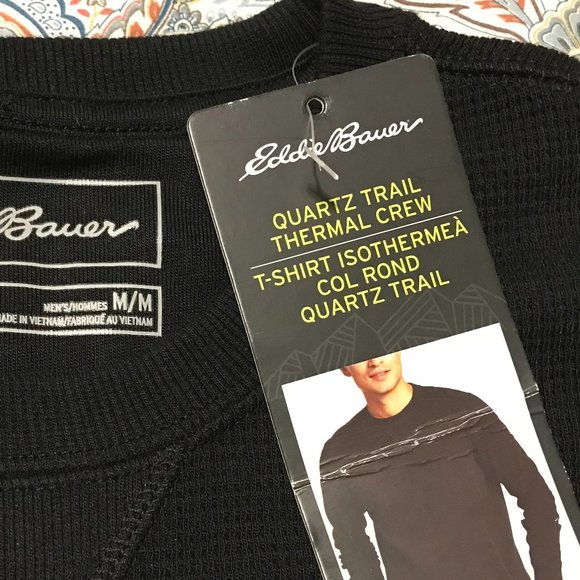 Bauer
MEN'S/HOMMES M/M
MADE IN VIETNAM/FABRIQUÉ AU VIETNAM
Eddie Bauer
QUARTZ TRAIL
THERMAL CREW
T-SHIRT ISOTHERMEÀ
COL ROND
QUARTZ TRAIL